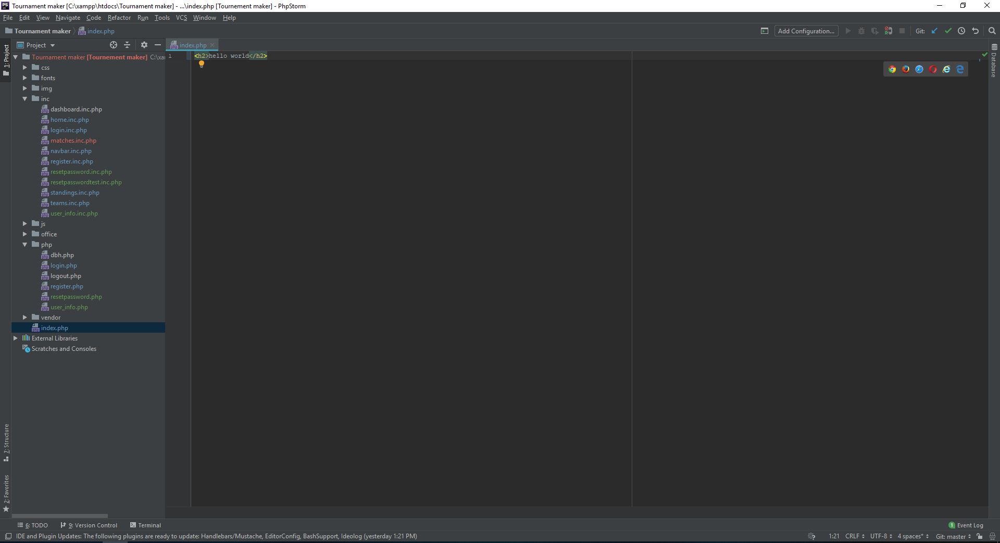 Tournament maker [C:\xampp\htdocs\Tournament maker] - ...\index.php [Tournement maker] - PhpStorm
File Edit View Navigate Code Refactor Run Tools VCS Window Help
Tournament maker index.php Add Configuration... Git:
Project index.php
1: Project
Tournament maker [Tournement maker] C:\xar
1 <h2>hello world</h2>
css
fonts
img
inc
dashboard.inc.php
home.inc.php
login.inc.php
matches.inc.php
navbar.inc.php
register.inc.php
resetpassword.inc.php
resetpasswordtest.inc.php
standings.inc.php
teams.inc.php
user_info.inc.php
js
office
php
dbh.php
login.php
logout.php
register.php
resetpassword.php
user_info.php
vendor
index.php
External Libraries
Scratches and Consoles
Database
7: Structure
2: Favorites
6: TODO 9: Version Control Terminal 1 Event Log
IDE and Plugin Updates: The following plugins are ready to update: Handlebars/Mustache, EditorConfig, BashSupport, Ideolog (yesterday 1:21 PM) 1:21 CRLF UTF-8 4 spaces* Git: master